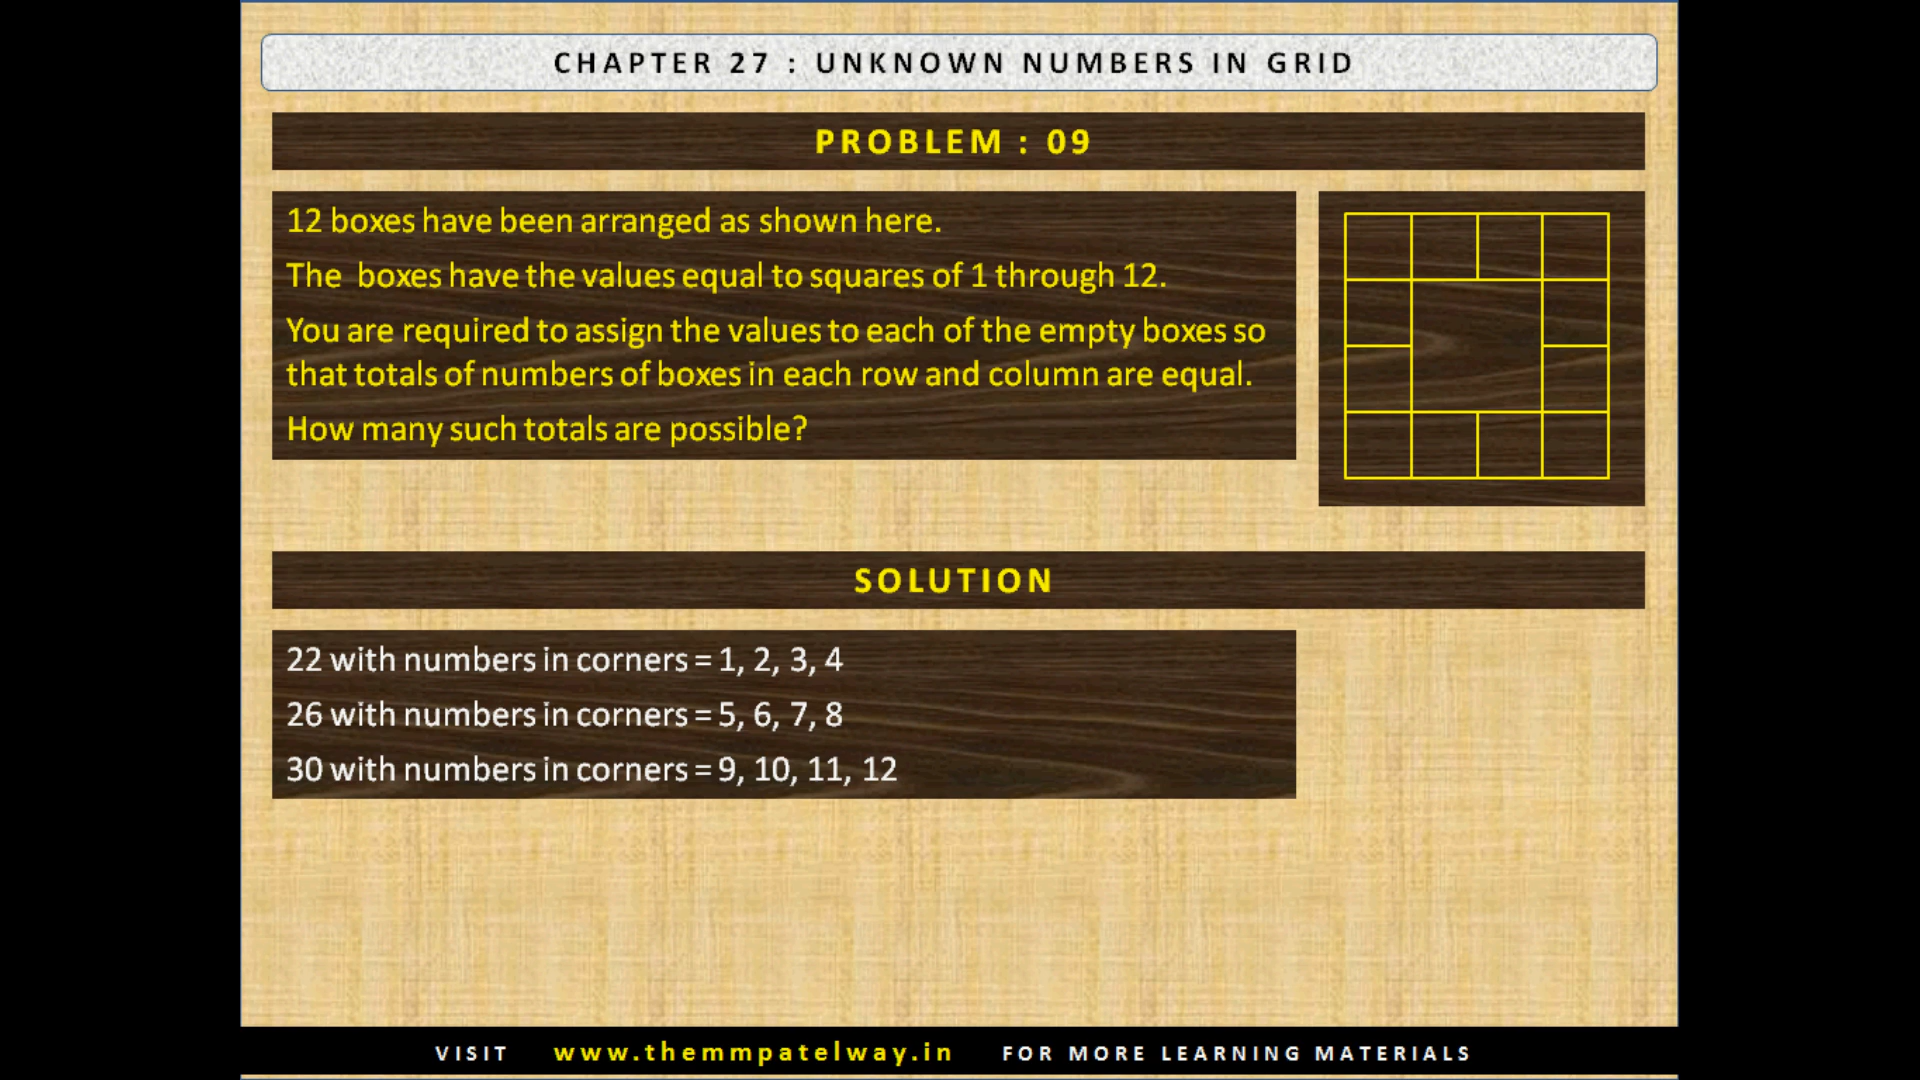 CHAPTER 27 : UNKNOWN NUMBERS IN GRID
PROBLEM : 09
12 boxes have been arranged as shown here.
The boxes have the values equal to squares of 1 through 12.
You are required to assign the values to each of the empty boxes so
that totals of numbers of boxes in each row and column are equal.
How many such totals are possible?
SOLUTION
22 with numbers in corners = 1, 2, 3, 4
26 with numbers in corners = 5, 6, 7, 8
30 with numbers in corners = 9, 10, 11, 12
VISIT www.themmpatelway.in FOR MORE LEARNING MATERIALS